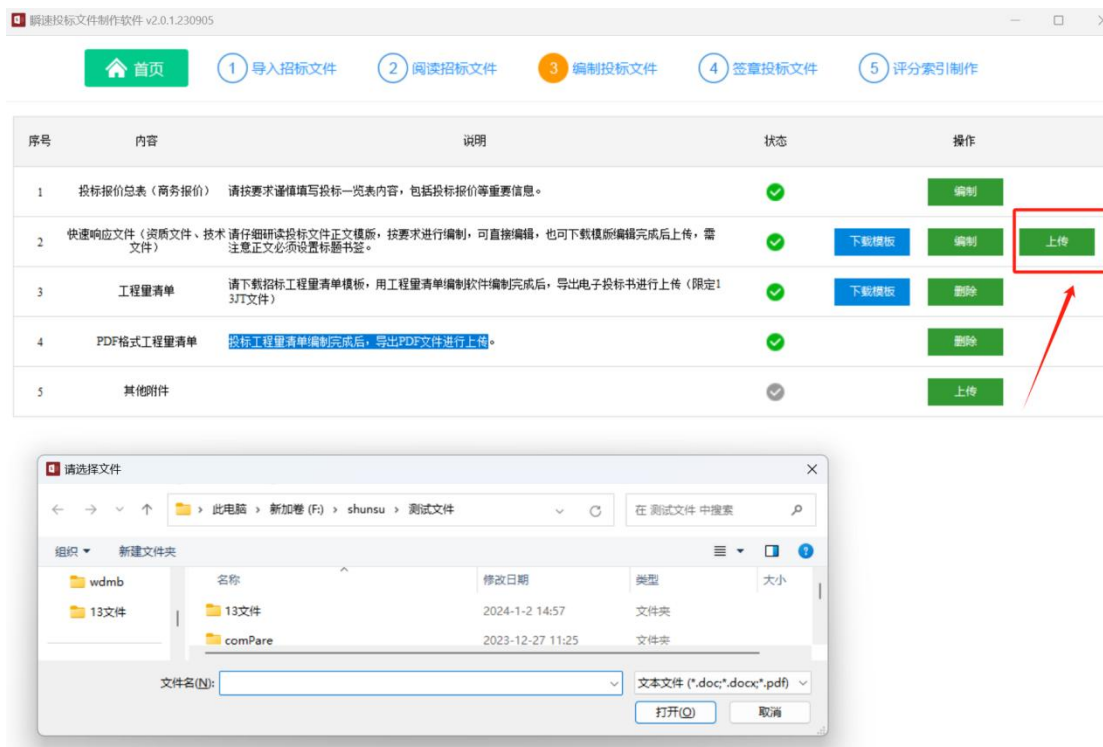 瞬速投标文件制作软件 v2.0.1.230905
首页
1 导入招标文件
2 阅读招标文件
3 编制投标文件
4 签章投标文件
5 评分索引制作
序号 内容 说明 状态 操作
1 投标报价总表（商务报价） 请按要求谨慎填写投标一览表内容，包括投标报价等重要信息。 编制
2 快速响应文件（资质文件、技术文件） 请仔细研读投标文件正文模版，按要求进行编制，可直接编辑，也可下载模版编辑完成后上传，需 下载模板 编制 上传
注意正文必须设置标题书签。
3 工程量清单 请下载招标工程量清单模板，用工程量清单编制软件编制完成后，导出电子投标书进行上传（限定1 下载模板 删除
3JT文件）
4 PDF格式工程量清单 投标工程量清单编制完成后，导出PDF文件进行上传。 删除
5 其他附件 上传
请选择文件
此电脑 › 新加卷 (F:) › shunsu › 测试文件
在 测试文件 中搜索
组织 新建文件夹
wdmb
13文件
名称 修改日期 类型 大小
13文件 2024-1-2 14:57 文件夹
comPare 2023-12-27 11:25 文件夹
文件名(N):
文本文件 (*.doc;*.docx;*.pdf)
打开(O) 取消